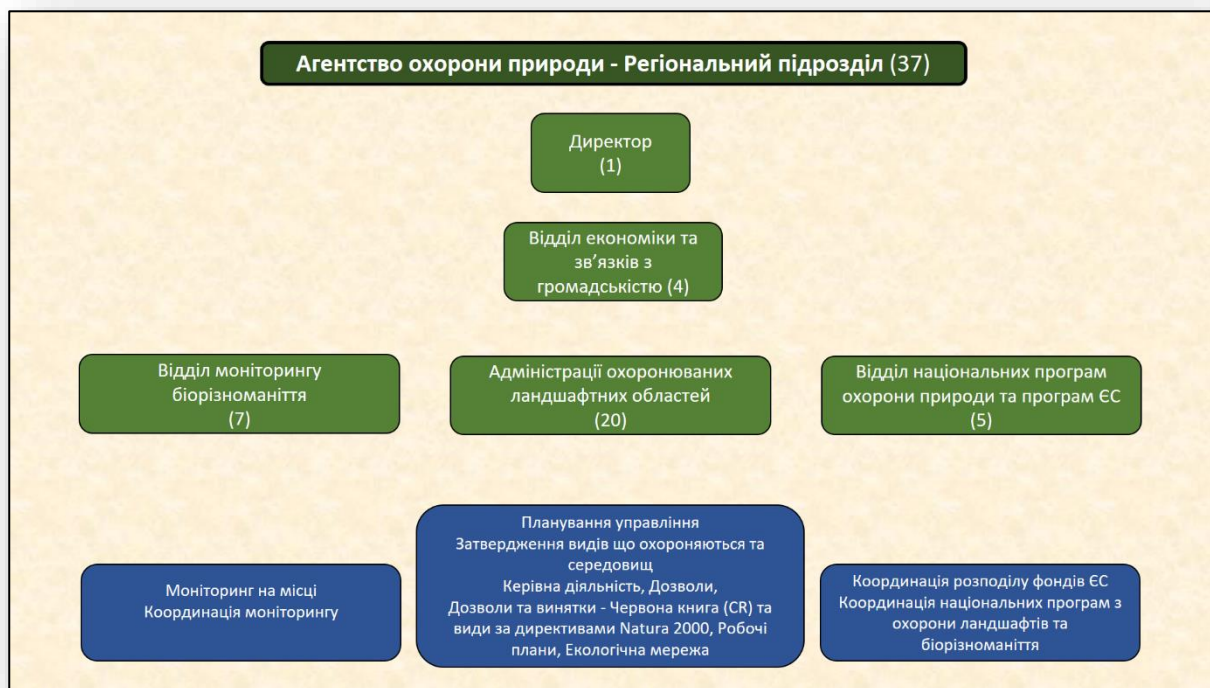 Агентство охорони природи - Регіональний підрозділ (37)
Директор
(1)
Відділ економіки та
зв’язків з
громадськістю (4)
Відділ моніторингу
біорізноманіття
(7)
Адміністрації охоронюваних
ландшафтних областей
(20)
Відділ національних програм
охорони природи та програм ЄС
(5)
Моніторинг на місці
Координація моніторингу
Планування управління
Затвердження видів що охороняються та
середовищ
Керівна діяльність, Дозволи,
Дозволи та винятки - Червона книга (CR) та
види за директивами Natura 2000, Робочі
плани, Екологічна мережа
Координація розподілу фондів ЄС
Координація національних програм з
охорони ландшафтів та
біорізноманіття